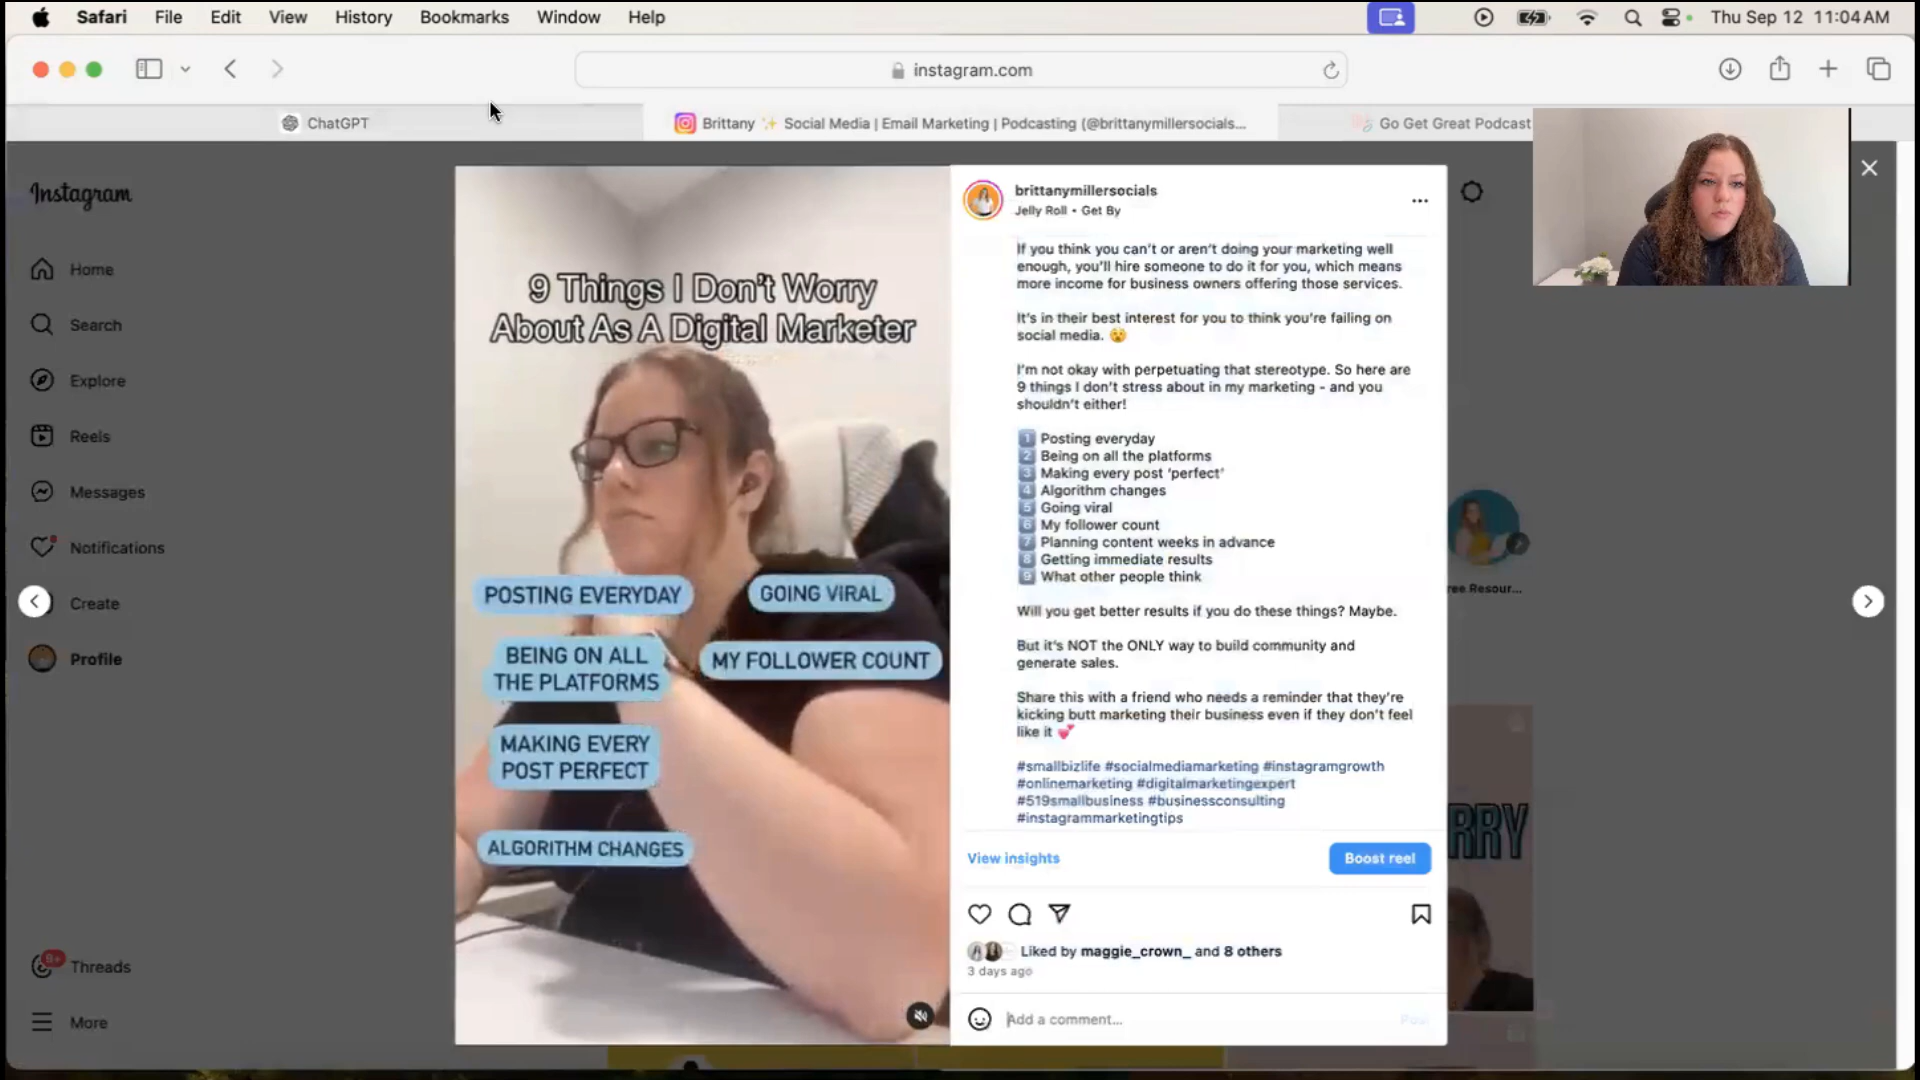 Safari File Edit View History Bookmarks Window Help
Thu Sep 12 11:04 AM
instagram.com
ChatGPT
Brittany ✨ Social Media | Email Marketing | Podcasting (@brittanymillersocials...
Go Get Great Podcast
Instagram
Home
Search
Explore
Reels
Messages
Notifications
Create
Profile
9+
Threads
More
9 Things I Don't Worry
About As A Digital Marketer
POSTING EVERYDAY
GOING VIRAL
BEING ON ALL
THE PLATFORMS
MY FOLLOWER COUNT
MAKING EVERY
POST PERFECT
ALGORITHM CHANGES
brittanymillersocials
Jelly Roll • Get By
If you think you can't or aren't doing your marketing well
enough, you'll hire someone to do it for you, which means
more income for business owners offering those services.
It's in their best interest for you to think you're failing on
social media. 😵
I'm not okay with perpetuating that stereotype. So here are
9 things I don't stress about in my marketing - and you
shouldn't either!
1 Posting everyday
2 Being on all the platforms
3 Making every post 'perfect'
4 Algorithm changes
5 Going viral
6 My follower count
7 Planning content weeks in advance
8 Getting immediate results
9 What other people think
Will you get better results if you do these things? Maybe.
But it's NOT the ONLY way to build community and
generate sales.
Share this with a friend who needs a reminder that they're
kicking butt marketing their business even if they don't feel
like it 💕
#smallbizlife #socialmediamarketing #instagramgrowth
#onlinemarketing #digitalmarketingexpert
#519smallbusiness #businessconsulting
#instagrammarketingtips
View insights
Boost reel
Liked by maggie_crown_ and 8 others
3 days ago
Add a comment...
Post
ree Resour...
RRY